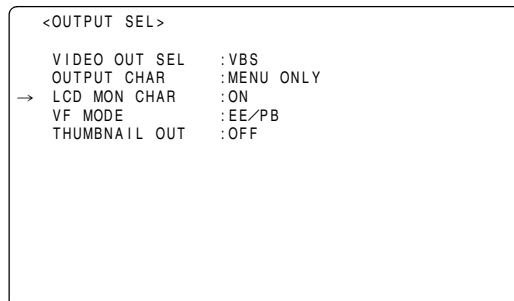 <OUTPUT SEL>
VIDEO OUT SEL :VBS
OUTPUT CHAR :MENU ONLY
→ LCD MON CHAR :ON
VF MODE :EE/PB
THUMBNAIL OUT :OFF